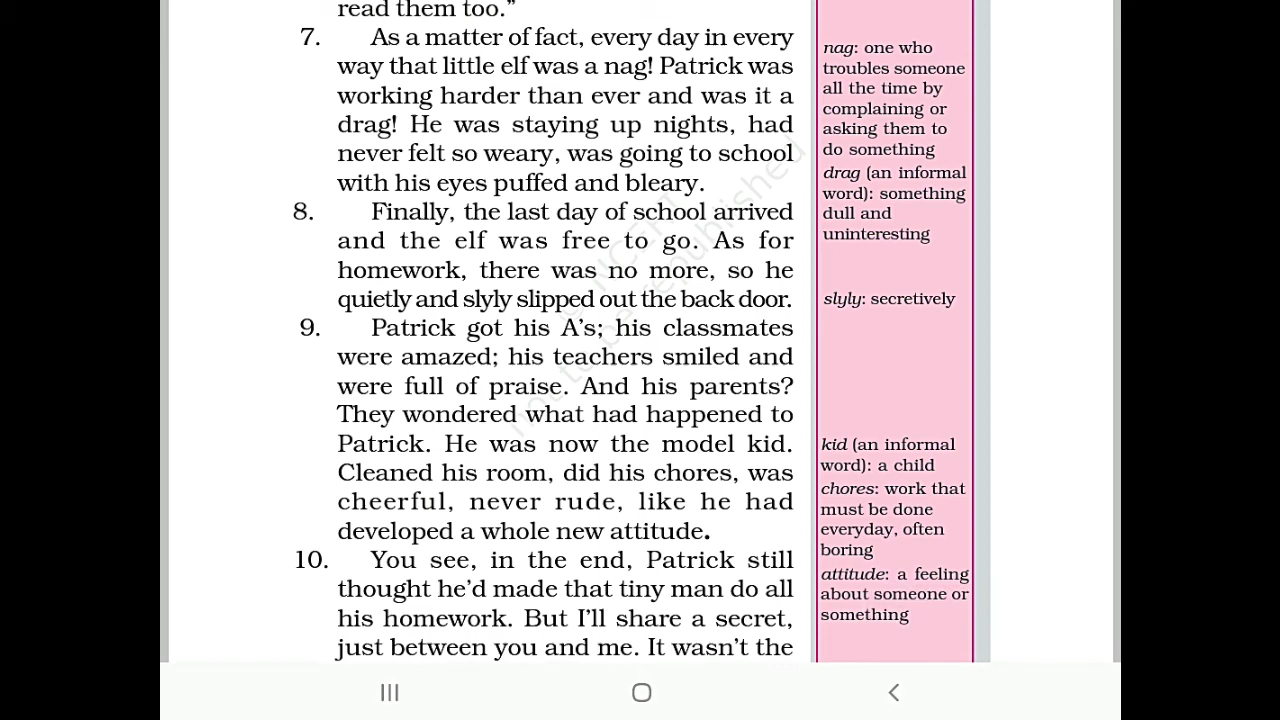 read them too.”
7. As a matter of fact, every day in every
way that little elf was a nag! Patrick was
working harder than ever and was it a
drag! He was staying up nights, had
never felt so weary, was going to school
with his eyes puffed and bleary.
8. Finally, the last day of school arrived
and the elf was free to go. As for
homework, there was no more, so he
quietly and slyly slipped out the back door.
9. Patrick got his A’s; his classmates
were amazed; his teachers smiled and
were full of praise. And his parents?
They wondered what had happened to
Patrick. He was now the model kid.
Cleaned his room, did his chores, was
cheerful, never rude, like he had
developed a whole new attitude.
10. You see, in the end, Patrick still
thought he’d made that tiny man do all
his homework. But I’ll share a secret,
just between you and me. It wasn’t the
nag: one who
troubles someone
all the time by
complaining or
asking them to
do something
drag (an informal
word): something
dull and
uninteresting
slyly: secretively
kid (an informal
word): a child
chores: work that
must be done
everyday, often
boring
attitude: a feeling
about someone or
something
© NCERT
not to be republished